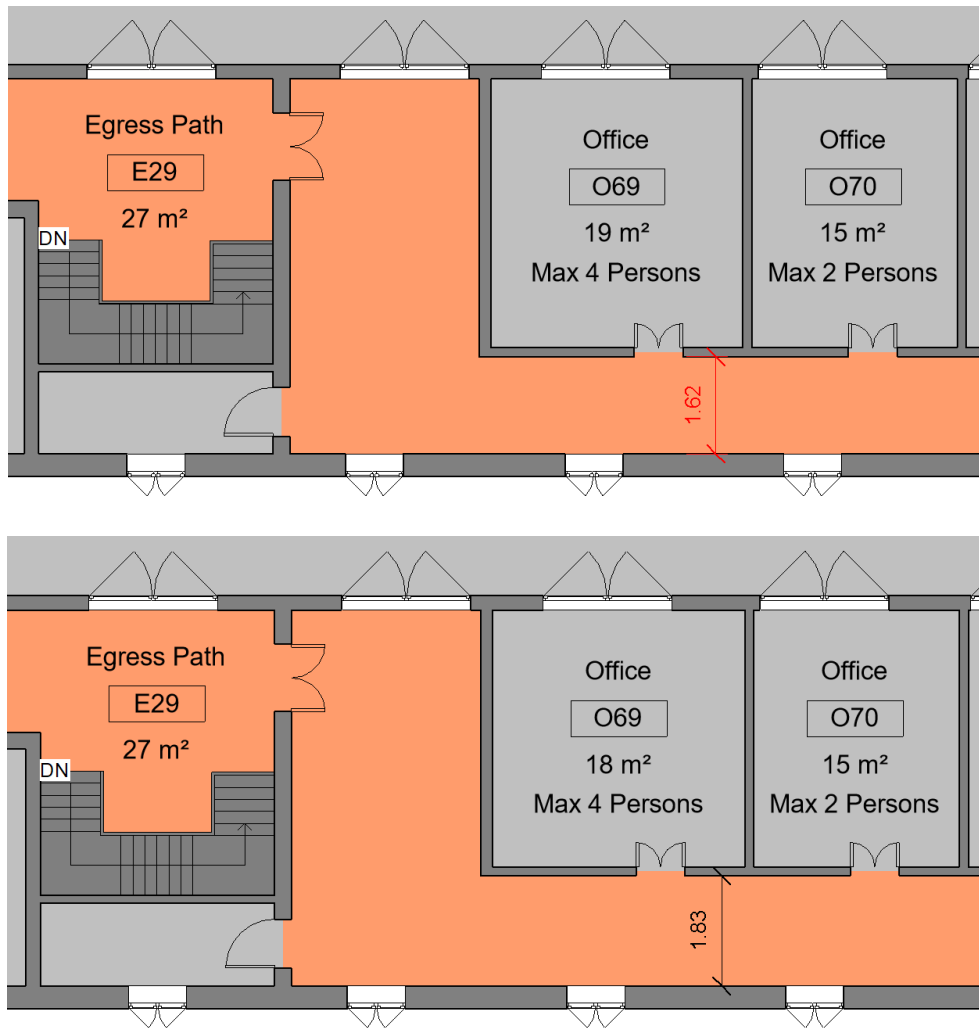 Egress Path
E29
27 m²
DN
Office
O69
19 m²
Max 4 Persons
Office
O70
15 m²
Max 2 Persons
1.62
Egress Path
E29
27 m²
DN
Office
O69
18 m²
Max 4 Persons
Office
O70
15 m²
Max 2 Persons
1.83